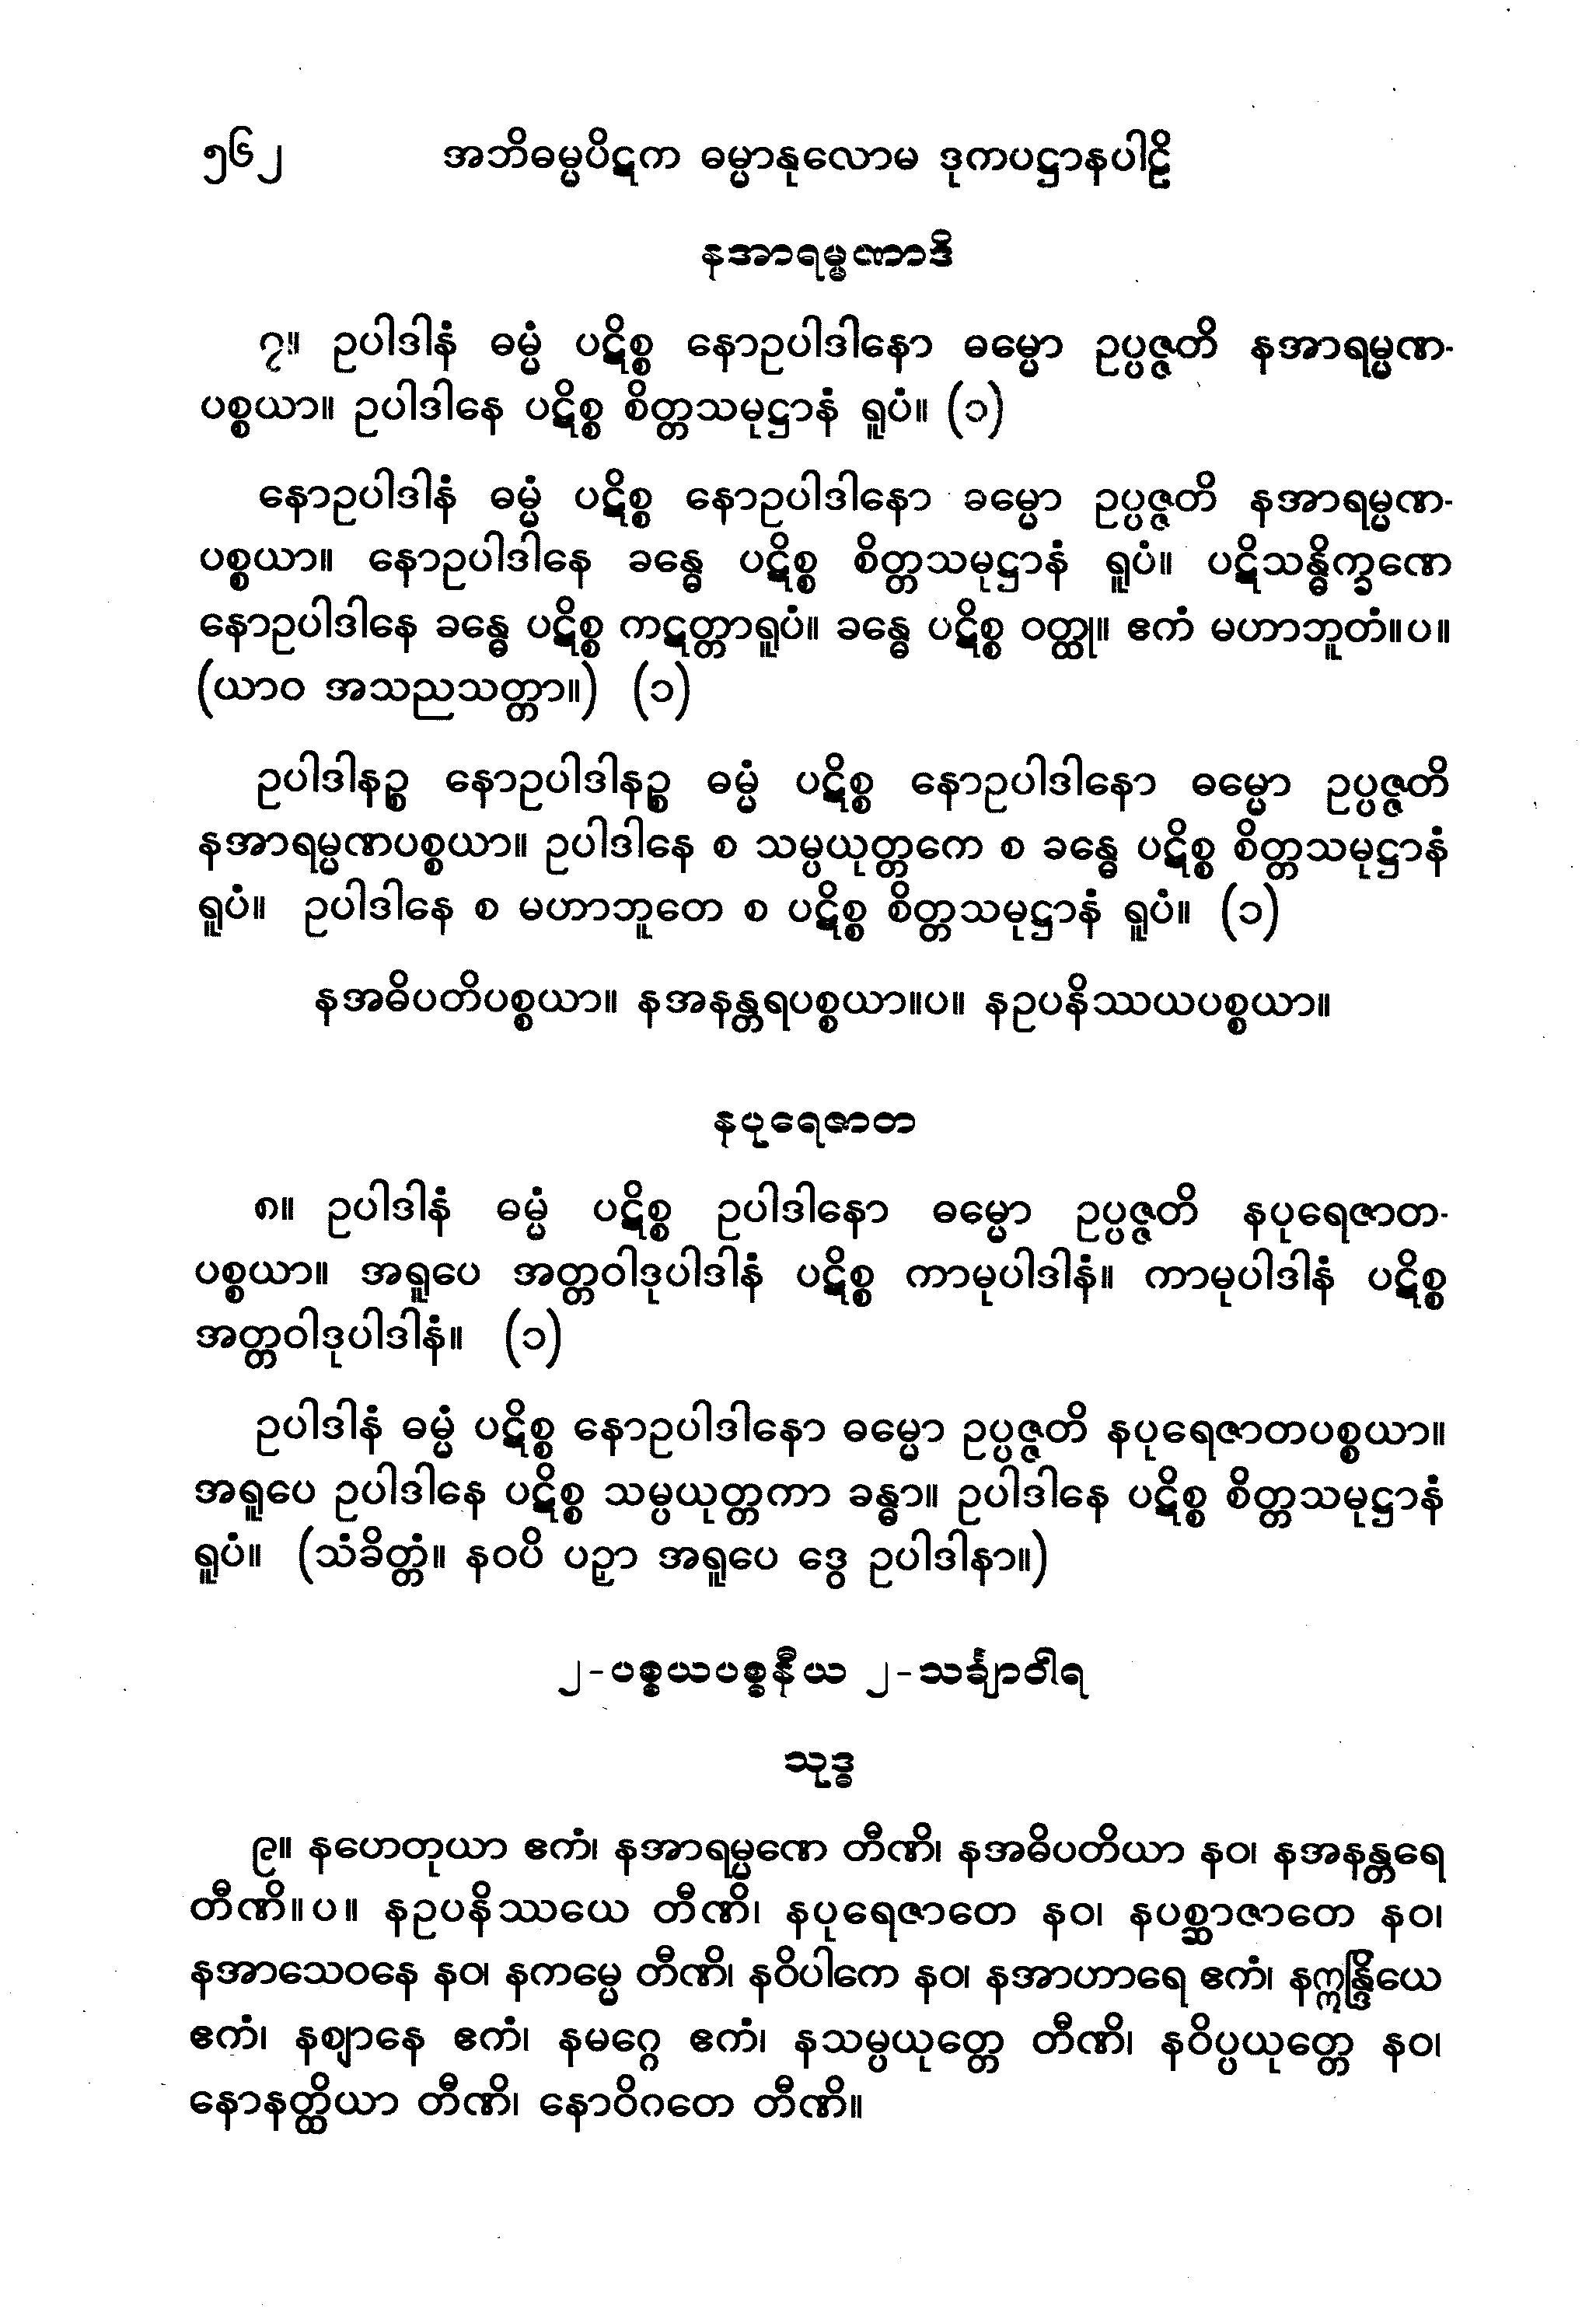 ၅၆၂ အဘိဓမ္မပိဋက ဓမ္မာနုလောမ ဒုကပဋ္ဌာနပါဠိ
နအာရမ္မဏာဒိ
၇။ ဥပါဒါနံ ဓမ္မံ ပဋိစ္စ နောဥပါဒါနော ဓမ္မော ဥပ္ပဇ္ဇတိ နအာရမ္မဏ-
ပစ္စယာ။ ဥပါဒါနေ ပဋိစ္စ စိတ္တသမုဋ္ဌာနံ ရူပံ။ (၁)
နောဥပါဒါနံ ဓမ္မံ ပဋိစ္စ နောဥပါဒါနော ဓမ္မော ဥပ္ပဇ္ဇတိ နအာရမ္မဏ-
ပစ္စယာ။ နောဥပါဒါနေ ခန္ဓေ ပဋိစ္စ စိတ္တသမုဋ္ဌာနံ ရူပံ။ ပဋိသန္ဓိက္ခဏေ
နောဥပါဒါနေ ခန္ဓေ ပဋိစ္စ ကဋတ္တာရူပံ။ ခန္ဓေ ပဋိစ္စ ဝတ္ထု။ ဧကံ မဟာဘူတံ။ပ။
(ယာဝ အသညသတ္တာ။) (၁)
ဥပါဒါနဉ္စ နောဥပါဒါနဉ္စ ဓမ္မံ ပဋိစ္စ နောဥပါဒါနော ဓမ္မော ဥပ္ပဇ္ဇတိ
နအာရမ္မဏပစ္စယာ။ ဥပါဒါနေ စ သမ္ပယုတ္တကေ စ ခန္ဓေ ပဋိစ္စ စိတ္တသမုဋ္ဌာနံ
ရူပံ။ ဥပါဒါနေ စ မဟာဘူတေ စ ပဋိစ္စ စိတ္တသမုဋ္ဌာနံ ရူပံ။ (၁)
နအဓိပတိပစ္စယာ။ နအနန္တရပစ္စယာ။ပ။ နဥပနိဿယပစ္စယာ။
နပုရေဇာတ
၈။ ဥပါဒါနံ ဓမ္မံ ပဋိစ္စ ဥပါဒါနော ဓမ္မော ဥပ္ပဇ္ဇတိ နပုရေဇာတ-
ပစ္စယာ။ အရူပေ အတ္တဝါဒုပါဒါနံ ပဋိစ္စ ကာမုပါဒါနံ။ ကာမုပါဒါနံ ပဋိစ္စ
အတ္တဝါဒုပါဒါနံ။ (၁)
ဥပါဒါနံ ဓမ္မံ ပဋိစ္စ နောဥပါဒါနော ဓမ္မော ဥပ္ပဇ္ဇတိ နပုရေဇာတပစ္စယာ။
အရူပေ ဥပါဒါနေ ပဋိစ္စ သမ္ပယုတ္တကာ ခန္ဓာ။ ဥပါဒါနေ ပဋိစ္စ စိတ္တသမုဋ္ဌာနံ
ရူပံ။ (သံခိတ္တံ။ နဝပိ ပဉှာ အရူပေ ဒွေ ဥပါဒါနာ။)
၂-ပစ္စယပစ္စနီယ ၂-သင်္ချာဝါရ
သုဒ္ဓ
၉။ နဟေတုယာ ဧကံ၊ နအာရမ္မဏေ တီဏိ၊ နအဓိပတိယာ နဝ၊ နအနန္တရေ
တီဏိ။ပ။ နဥပနိဿယေ တီဏိ၊ နပုရေဇာတေ နဝ၊ နပစ္ဆာဇာတေ နဝ၊
နအာသေဝနေ နဝ၊ နကမ္မေ တီဏိ၊ နဝိပါကေ နဝ၊ နအာဟာရေ ဧကံ၊ နဣန္ဒြိယေ
ဧကံ၊ နဈာနေ ဧကံ၊ နမဂ္ဂေ ဧကံ၊ နသမ္ပယုတ္တေ တီဏိ၊ နဝိပ္ပယုတ္တေ နဝ၊
နောနတ္ထိယာ တီဏိ၊ နောဝိဂတေ တီဏိ။